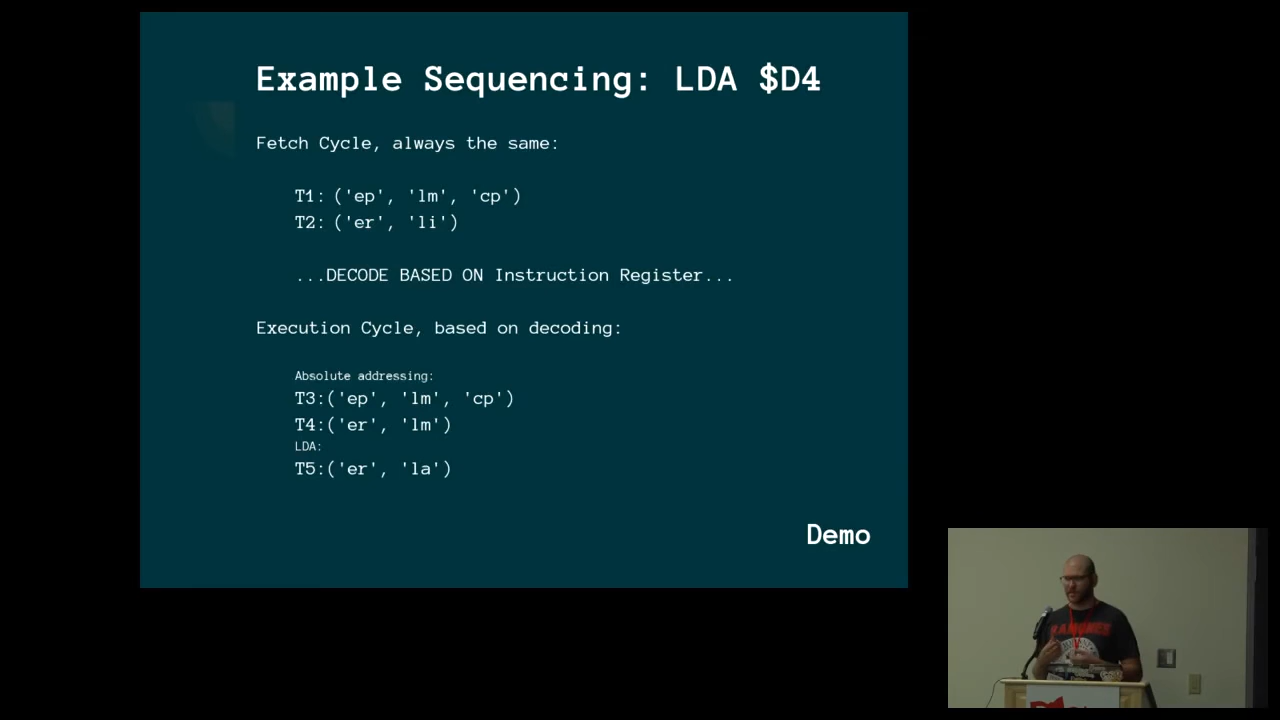 Example Sequencing: LDA $D4
Fetch Cycle, always the same:
T1: ('ep', 'lm', 'cp')
T2: ('er', 'li')
...DECODE BASED ON Instruction Register...
Execution Cycle, based on decoding:
Absolute addressing:
T3:('ep', 'lm', 'cp')
T4:('er', 'lm')
LDA:
T5:('er', 'la')
Demo
RAMONES